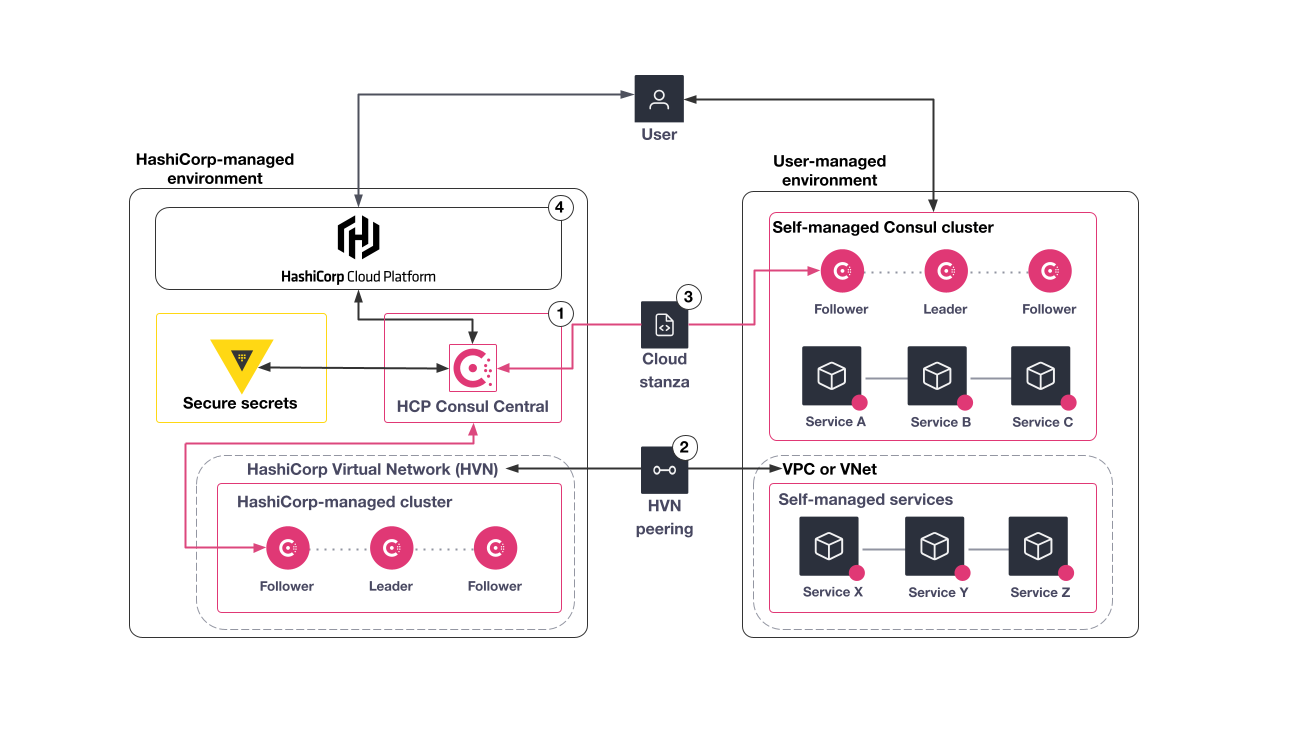 User
HashiCorp-managed
environment
User-managed
environment
4
HashiCorp Cloud Platform
Self-managed Consul cluster
Follower
Leader
Follower
1
3
Cloud
stanza
Secure secrets
HCP Consul Central
Service A
Service B
Service C
HashiCorp Virtual Network (HVN)
2
HVN
peering
VPC or VNet
HashiCorp-managed cluster
Follower
Leader
Follower
Self-managed services
Service X
Service Y
Service Z